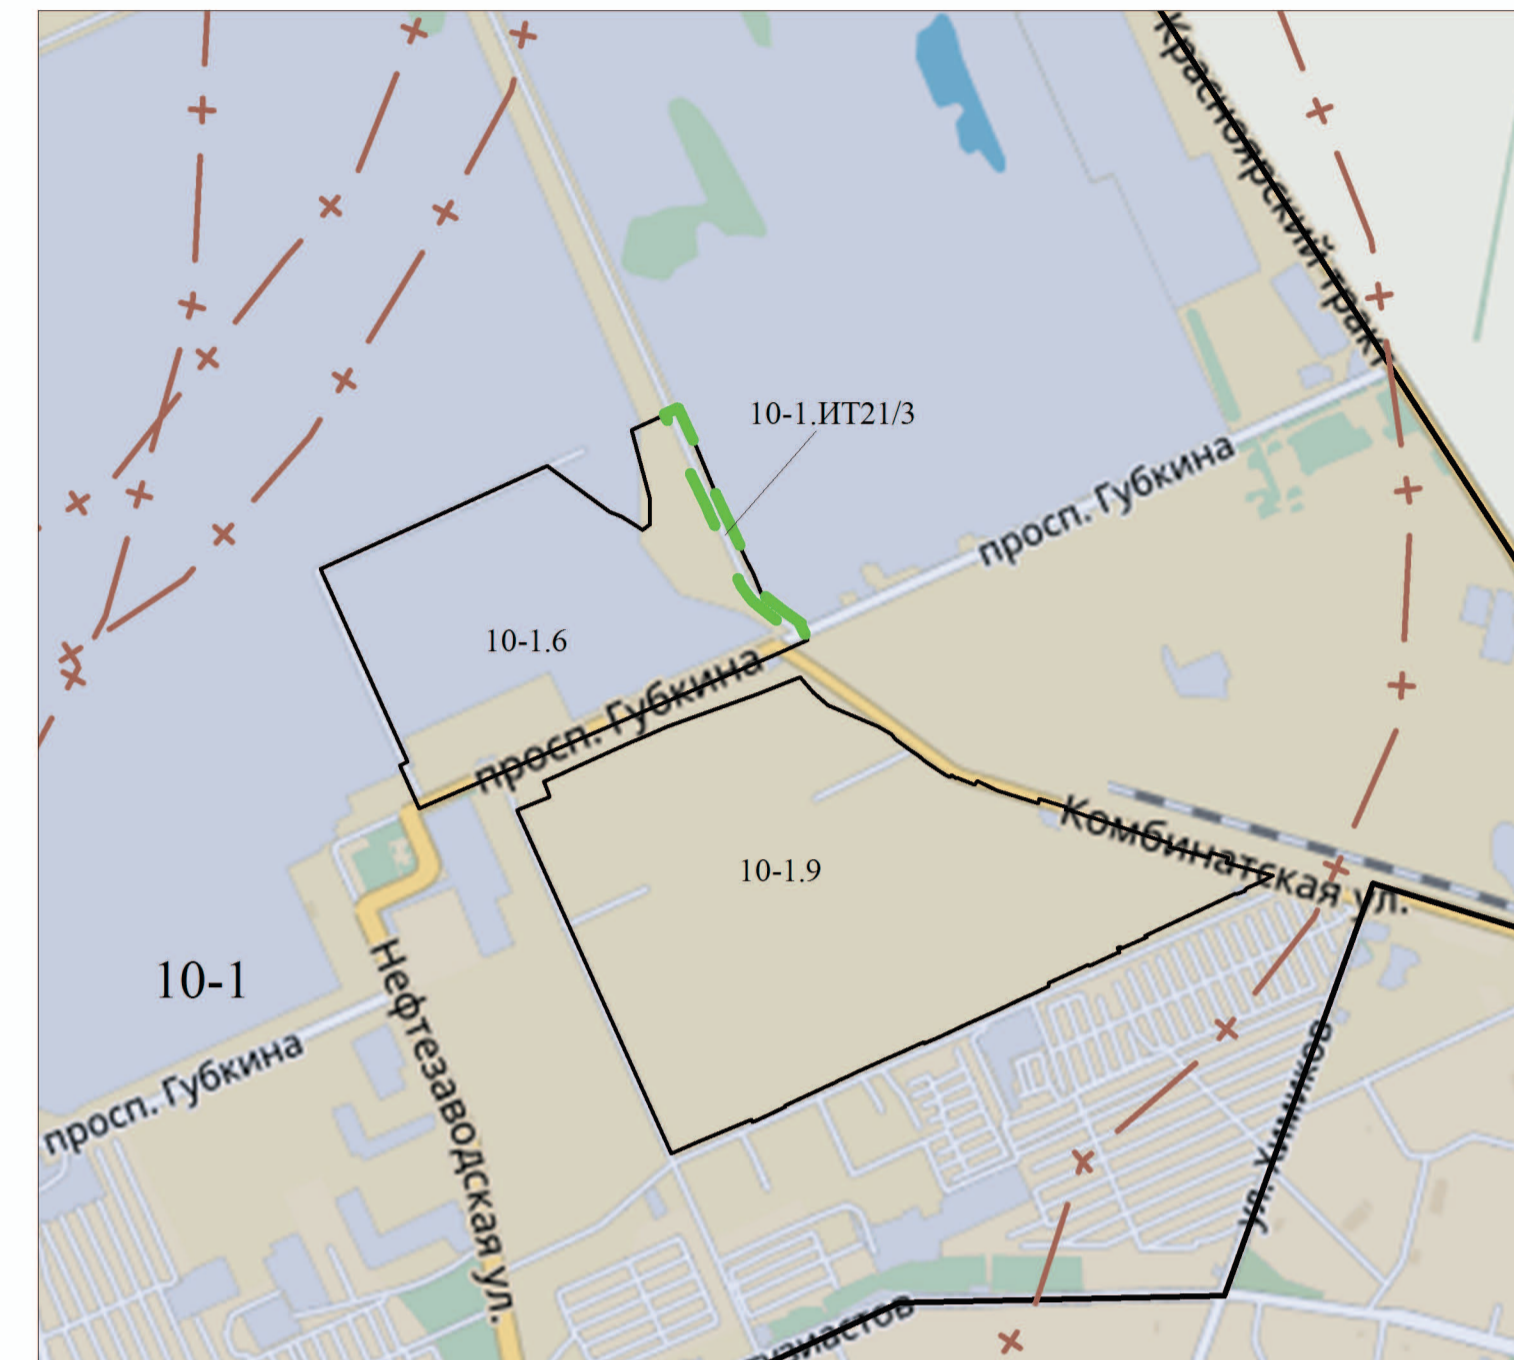 Красноярский тракт
10-1.ИТ21/3
просп. Губкина
10-1.6
просп. Губкина
Комбинатская ул.
10-1.9
10-1
Нефтезаводская ул.
просп. Губкина
ул. Химиков